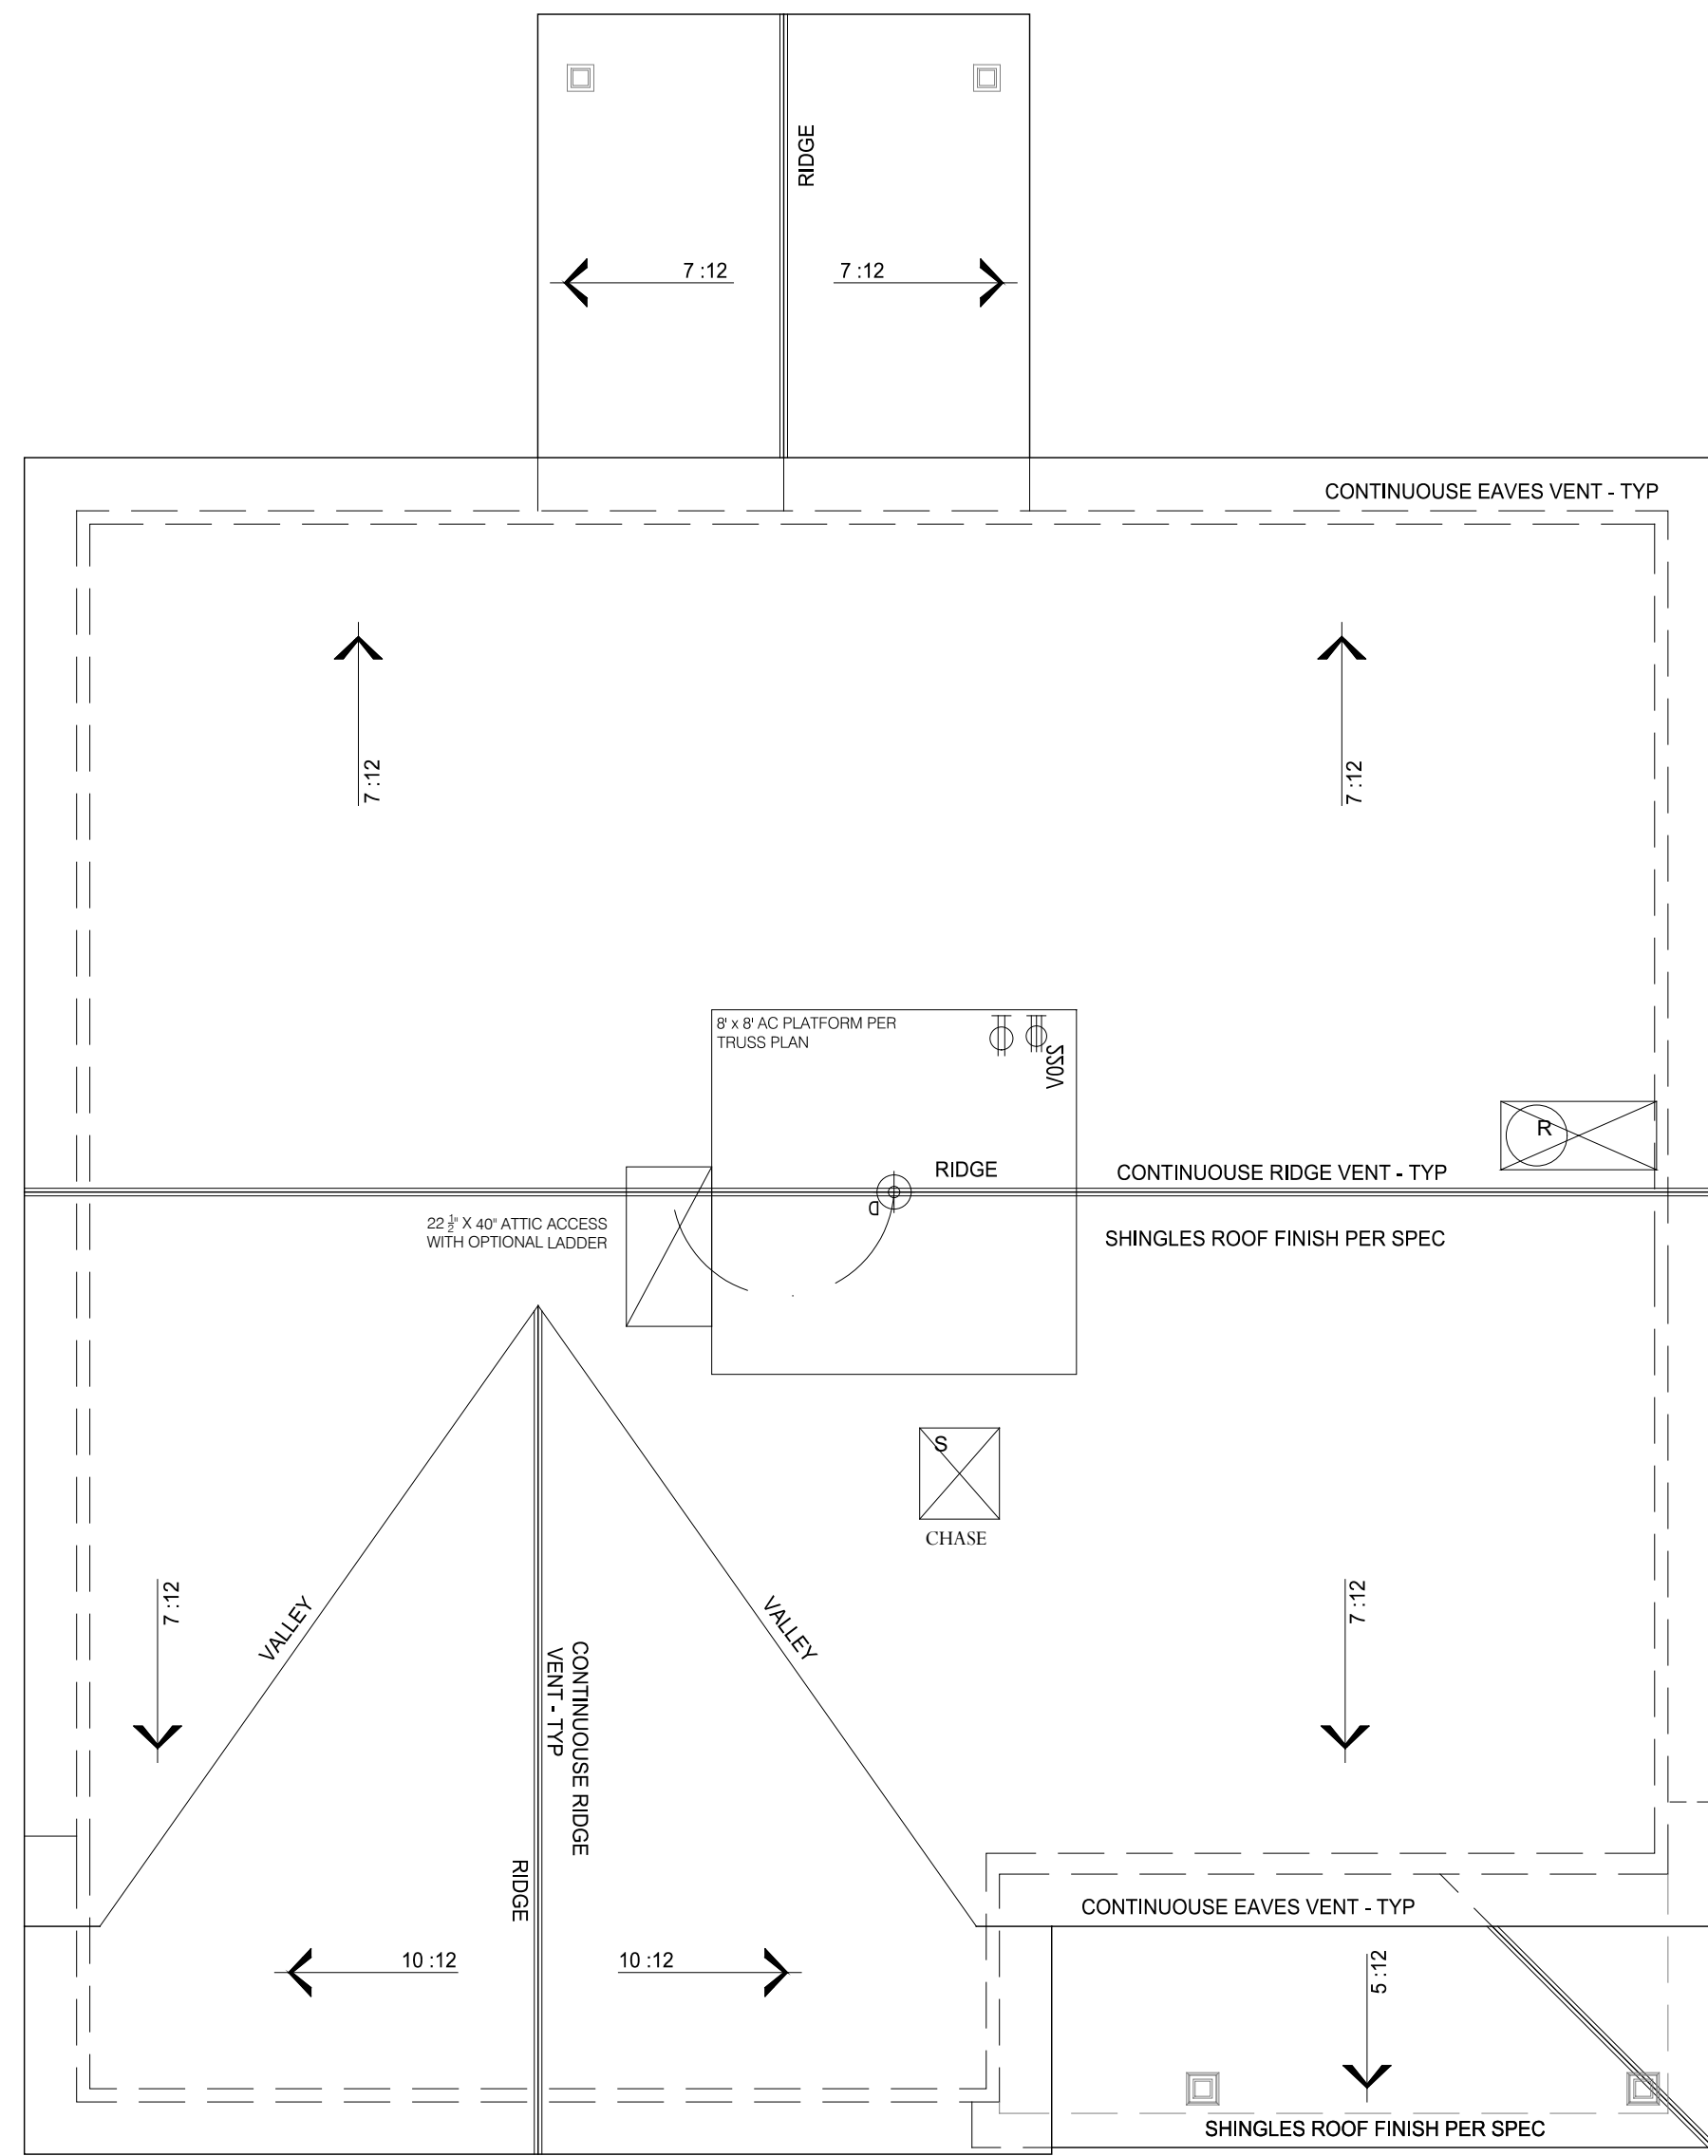 RIDGE
7 :12
7 :12
CONTINUOUSE EAVES VENT - TYP
7 :12
7 :12
8' x 8' AC PLATFORM PER
TRUSS PLAN
220V
R
RIDGE
CONTINUOUSE RIDGE VENT - TYP
D
22 ½" X 40" ATTIC ACCESS
WITH OPTIONAL LADDER
SHINGLES ROOF FINISH PER SPEC
S
CHASE
7 :12
VALLEY
CONTINUOUSE RIDGE
VENT - TYP
VALLEY
7 :12
RIDGE
CONTINUOUSE EAVES VENT - TYP
10 :12
10 :12
5 :12
SHINGLES ROOF FINISH PER SPEC